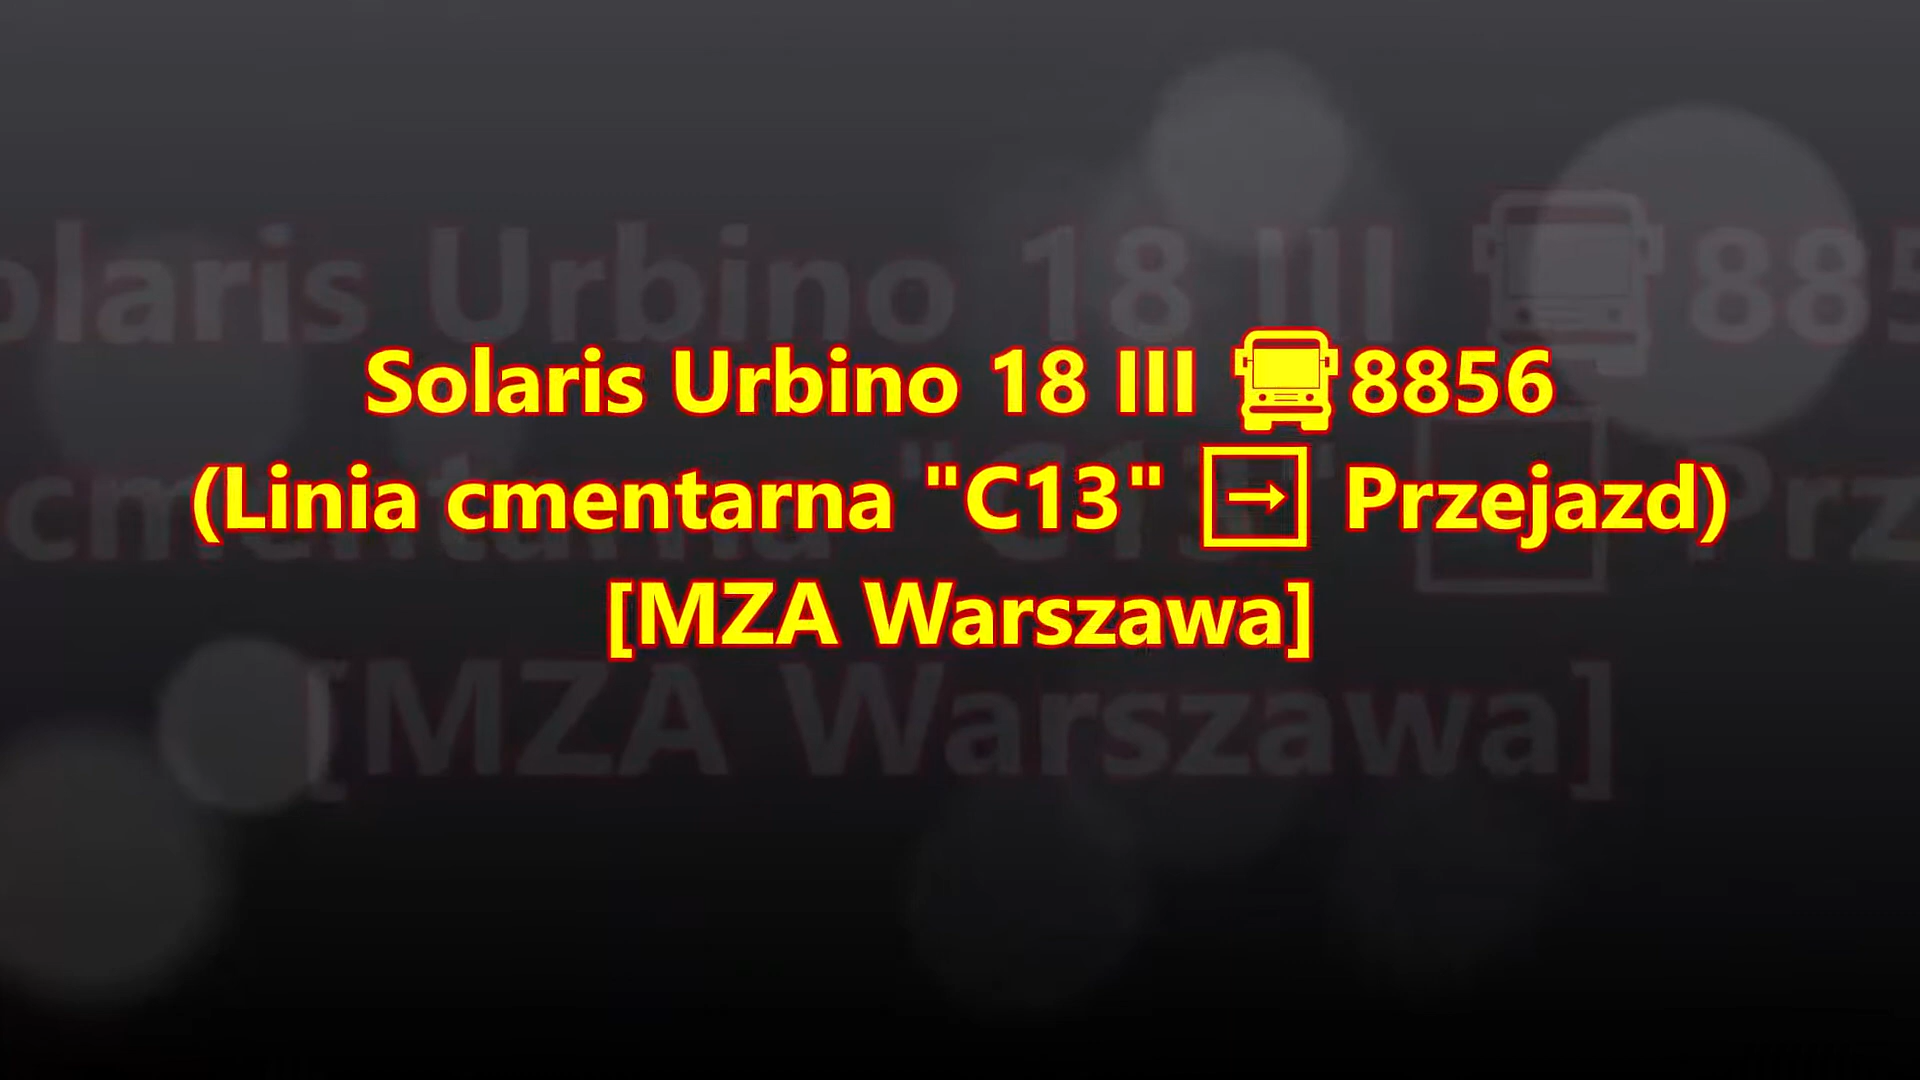 Solaris Urbino 18 III 🚍8856
(Linia cmentarna "C13" ➡ Przejazd)
[MZA Warszawa]